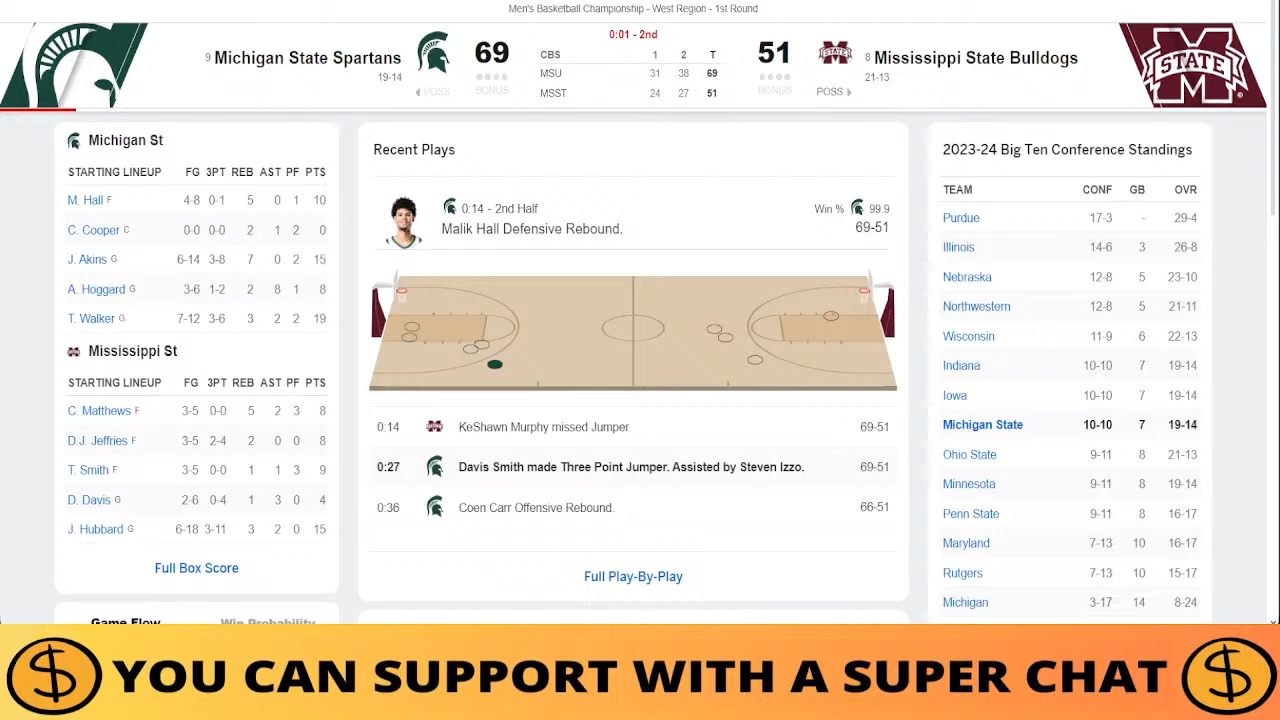 Men's Basketball Championship - West Region - 1st Round
9 Michigan State Spartans
19-14
69
BONUS
POSS
0:01 - 2nd
CBS 1 2 T
MSU 31 38 69
MSST 24 27 51
51
BONUS
STATE
8 Mississippi State Bulldogs
21-13
POSS
STATE
Michigan St
STARTING LINEUP FG 3PT REB AST PF PTS
M. Hall F 4-8 0-1 5 0 1 10
C. Cooper C 0-0 0-0 2 1 2 0
J. Akins G 6-14 3-8 7 0 2 15
A. Hoggard G 3-6 1-2 2 8 1 8
T. Walker G 7-12 3-6 3 2 2 19
Mississippi St
STARTING LINEUP FG 3PT REB AST PF PTS
C. Matthews F 3-5 0-0 5 2 3 8
D.J. Jeffries F 3-5 2-4 2 0 0 8
T. Smith F 3-5 0-0 1 1 3 9
D. Davis G 2-6 0-4 1 3 0 4
J. Hubbard G 6-18 3-11 3 2 0 15
Full Box Score
Game Flow Win Probability
Recent Plays
0:14 - 2nd Half
Malik Hall Defensive Rebound.
Win % 99.9
69-51
0:14 KeShawn Murphy missed Jumper. 69-51
0:27 Davis Smith made Three Point Jumper. Assisted by Steven Izzo. 69-51
0:36 Coen Carr Offensive Rebound. 66-51
Full Play-By-Play
2023-24 Big Ten Conference Standings
TEAM CONF GB OVR
Purdue 17-3 - 29-4
Illinois 14-6 3 26-8
Nebraska 12-8 5 23-10
Northwestern 12-8 5 21-11
Wisconsin 11-9 6 22-13
Indiana 10-10 7 19-14
Iowa 10-10 7 19-14
Michigan State 10-10 7 19-14
Ohio State 9-11 8 21-13
Minnesota 9-11 8 19-14
Penn State 9-11 8 16-17
Maryland 7-13 10 16-17
Rutgers 7-13 10 15-17
Michigan 3-17 14 8-24
$ YOU CAN SUPPORT WITH A SUPER CHAT $